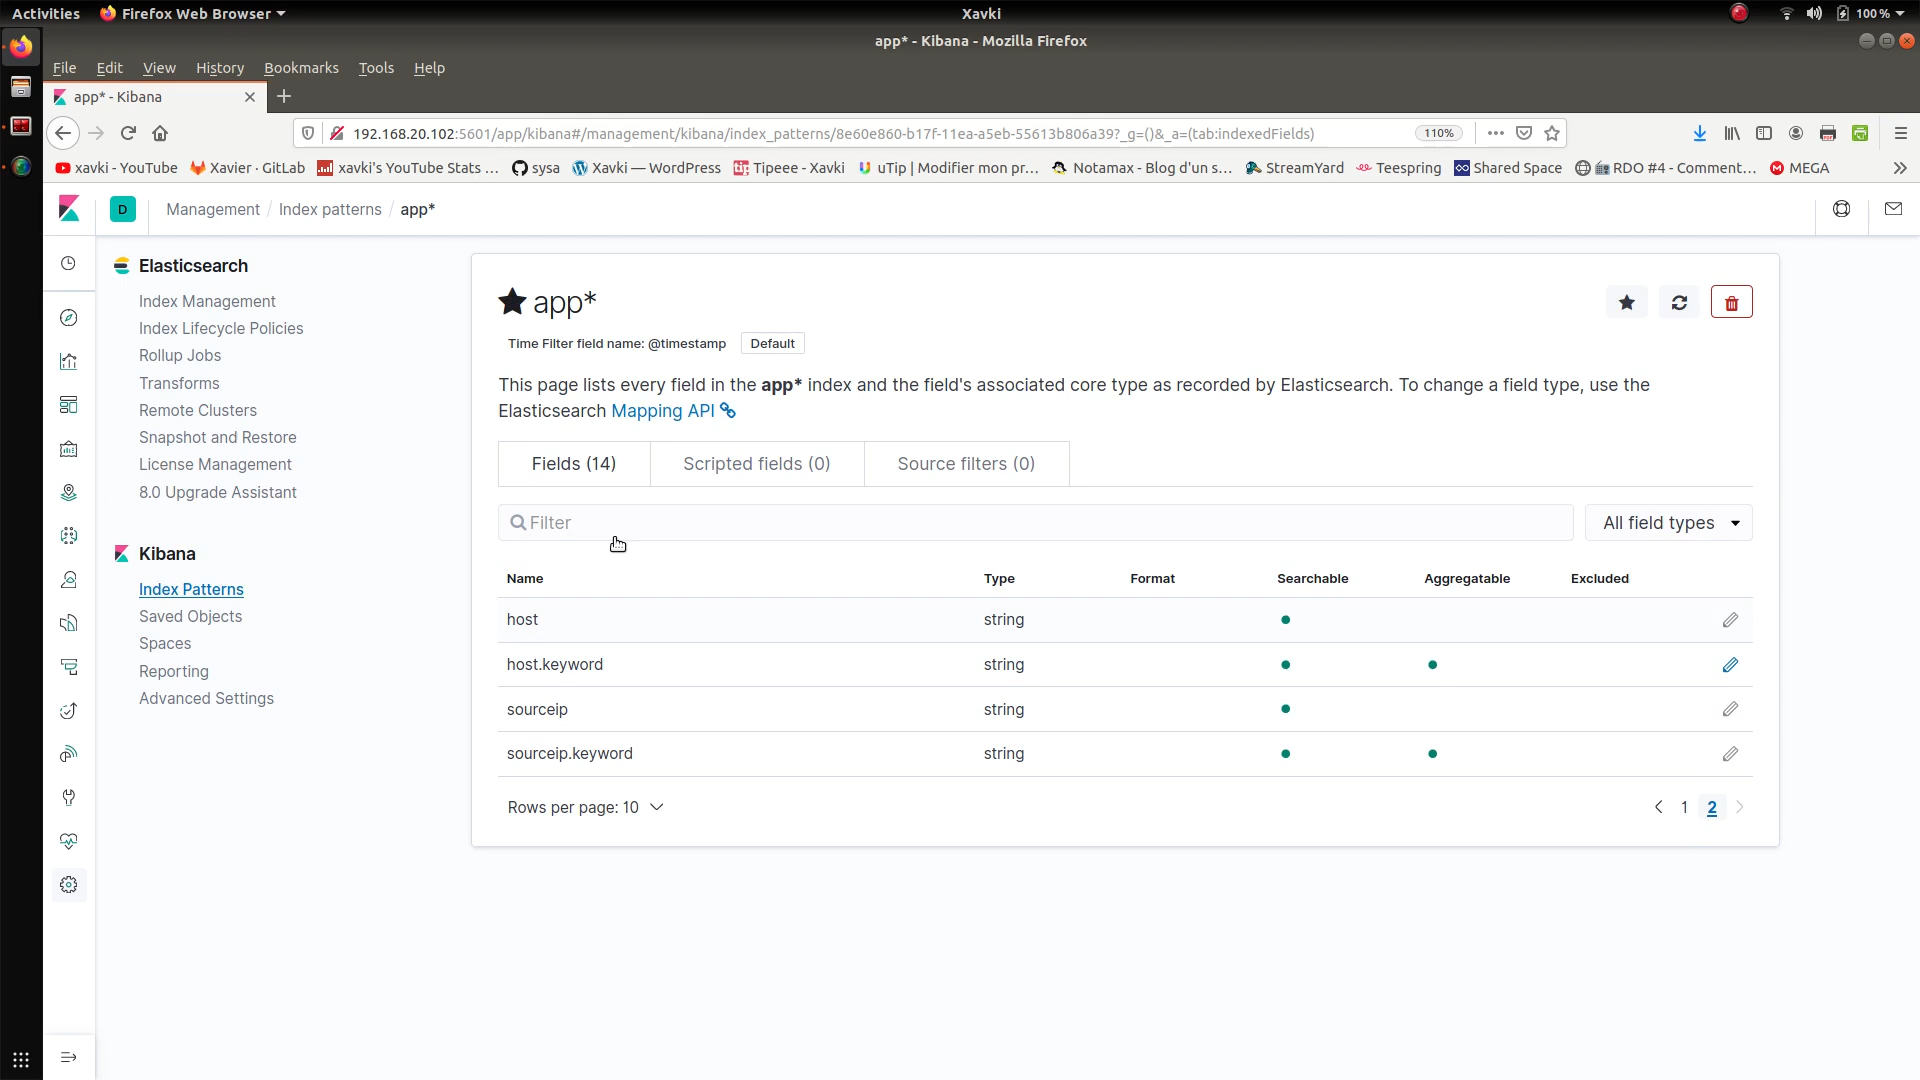 Activities Firefox Web Browser Xavki 100 %
app* - Kibana - Mozilla Firefox
File Edit View History Bookmarks Tools Help
app* - Kibana
192.168.20.102:5601/app/kibana#/management/kibana/index_patterns/8e60e860-b17f-11ea-a5eb-55613b806a39?_g=()&_a=(tab:indexedFields) 110%
xavki - YouTube Xavier · GitLab xavki's YouTube Stats ... sysa Xavki — WordPress Tipeee - Xavki uTip | Modifier mon pr... Notamax - Blog d'un s... StreamYard Teespring Shared Space RDO #4 - Comment... MEGA
D Management / Index patterns / app*
Elasticsearch
Index Management
Index Lifecycle Policies
Rollup Jobs
Transforms
Remote Clusters
Snapshot and Restore
License Management
8.0 Upgrade Assistant
Kibana
Index Patterns
Saved Objects
Spaces
Reporting
Advanced Settings
app*
Time Filter field name: @timestamp Default
This page lists every field in the app* index and the field's associated core type as recorded by Elasticsearch. To change a field type, use the
Elasticsearch Mapping API
Fields (14) Scripted fields (0) Source filters (0)
Filter All field types
Name Type Format Searchable Aggregatable Excluded
host string
host.keyword string
sourceip string
sourceip.keyword string
Rows per page: 10 1 2